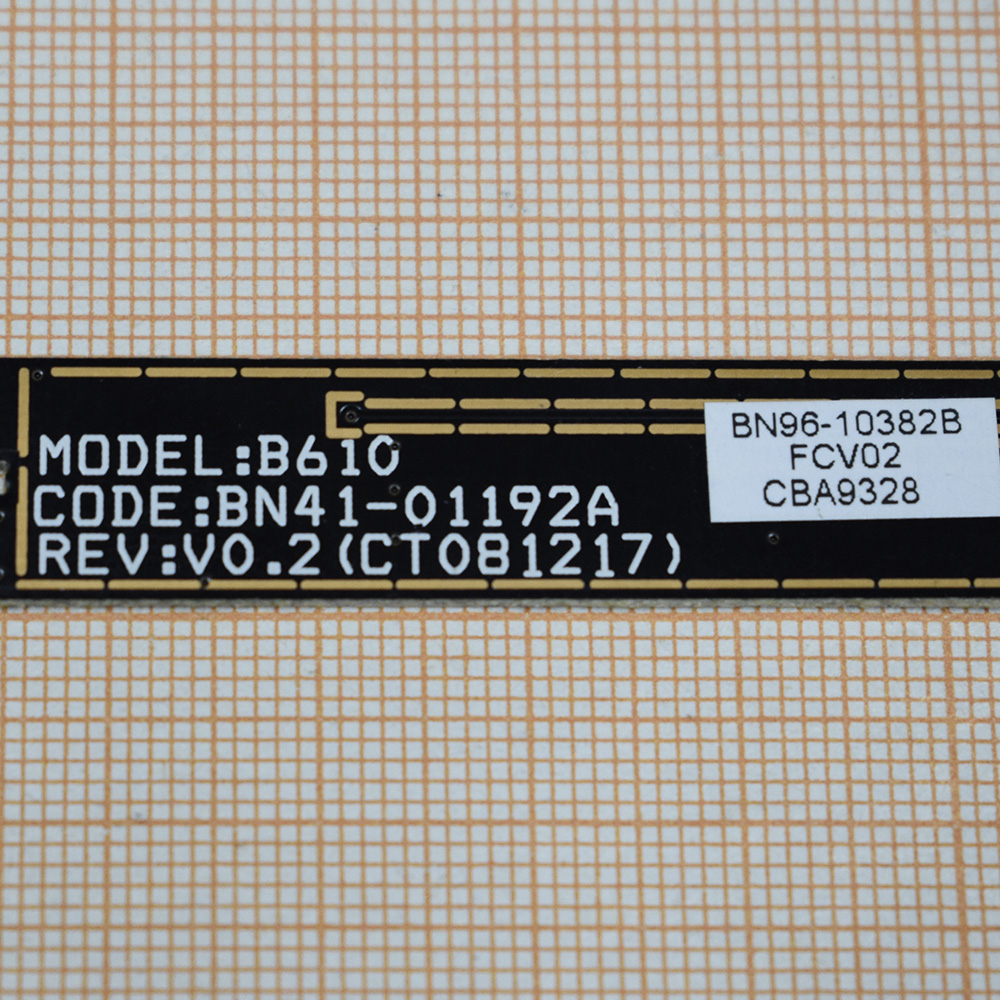 MODEL:B610
CODE:BN41-01192A
REV:V0.2(CT081217)
BN96-10382B
FCV02
CBA9328